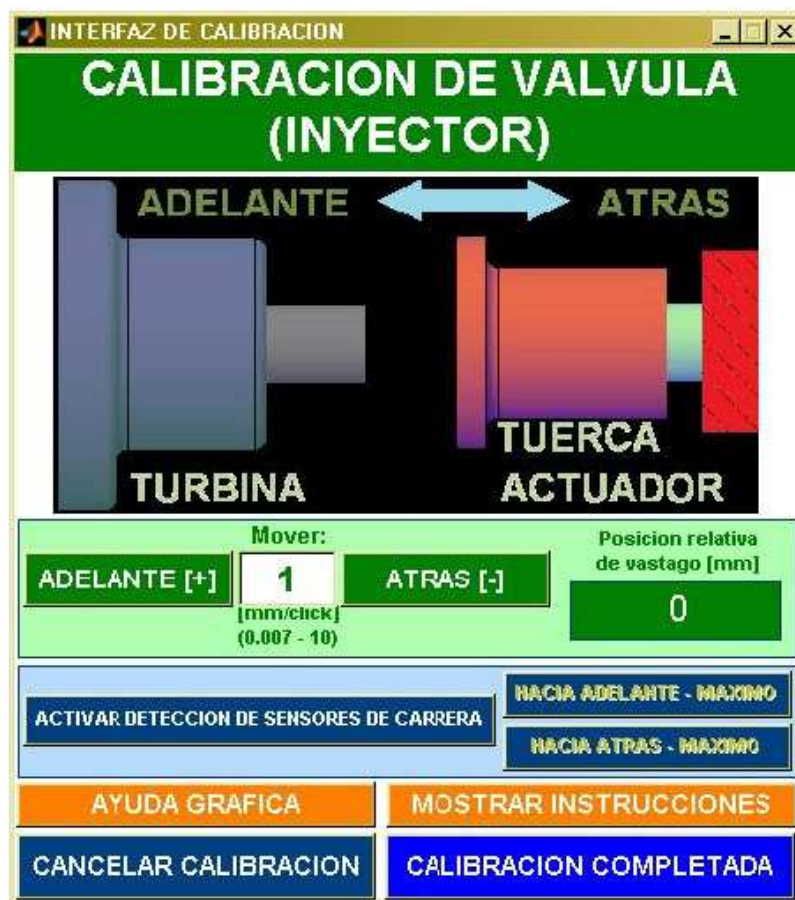 INTERFAZ DE CALIBRACION
CALIBRACION DE VALVULA
(INYECTOR)
ADELANTE
ATRAS
TUERCA
TURBINA
ACTUADOR
Mover:
ADELANTE [+]
1
ATRAS [-]
[mm/click]
(0.007 - 10)
Posicion relativa
de vastago [mm]
0
ACTIVAR DETECCION DE SENSORES DE CARRERA
HACIA ADELANTE - MAXIMO
HACIA ATRAS - MAXIMO
AYUDA GRAFICA
MOSTRAR INSTRUCCIONES
CANCELAR CALIBRACION
CALIBRACION COMPLETADA